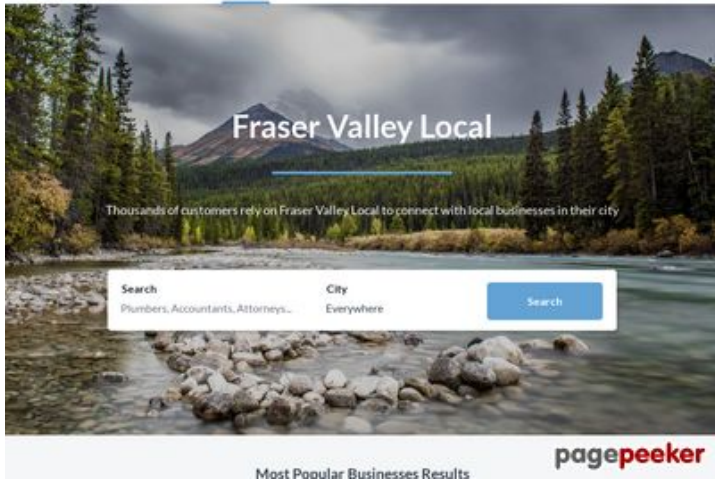 Fraser Valley Local
Thousands of customers rely on Fraser Valley Local to connect with local businesses in their city
Search
City
Plumbers, Accountants, Attorneys...
Everywhere
Search
pagepeeker
Most Popular Businesses Results